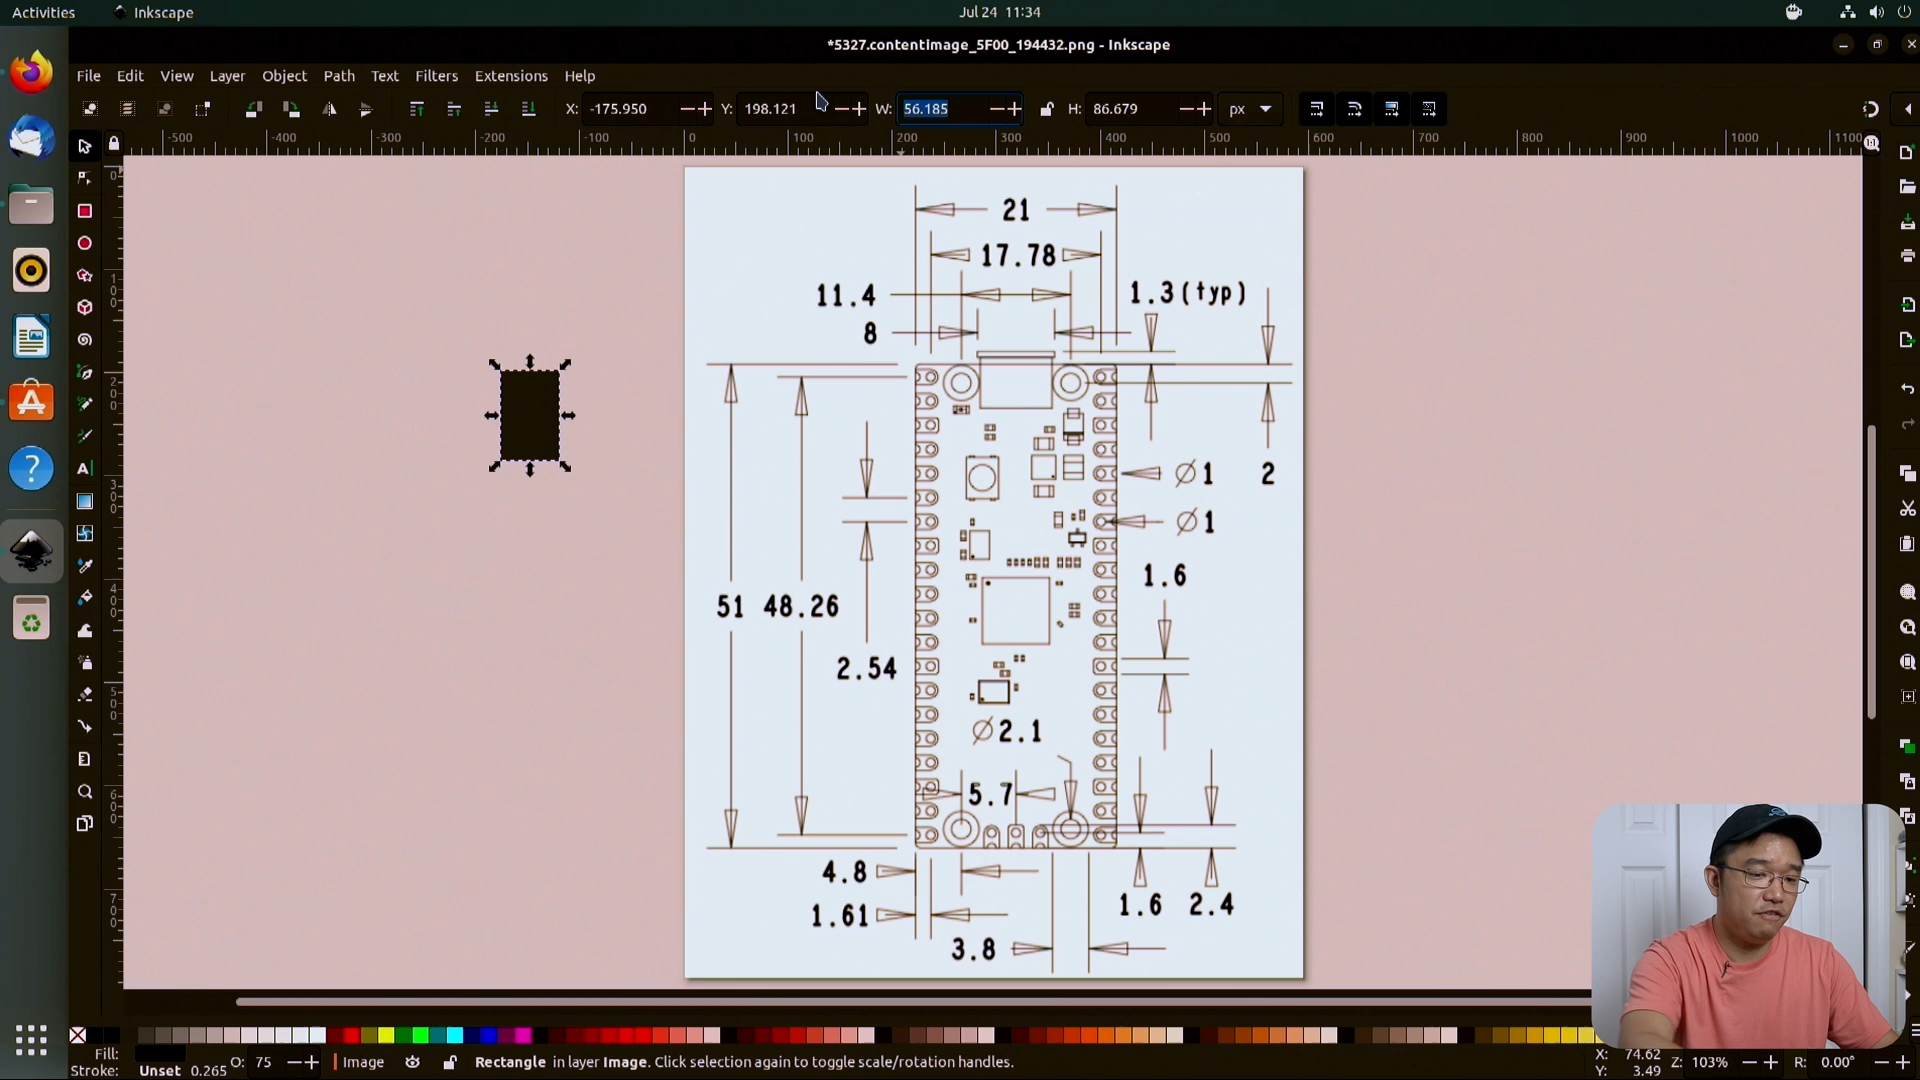 Activities Inkscape Jul 24 11:34
*5327.contentImage_5F00_194432.png - Inkscape
File Edit View Layer Object Path Text Filters Extensions Help
X: -175.950 Y: 198.121 W: 56.185 H: 86.679 px
-500 -400 -300 -200 -100 0 100 200 300 400 500 600 700 800 900 1000 1100
21
17.78
11.4 1.3(typ)
8
Ø1 2
Ø1
1.6
51 48.26
2.54
Ø2.1
5.7
4.8
1.6 2.4
1.61
3.8
Fill:
Stroke: Unset 0.265 O: 75 Image Rectangle in layer Image. Click selection again to toggle scale/rotation handles.
X: 74.62
Y: 3.49
Z: 103% R: 0.00°